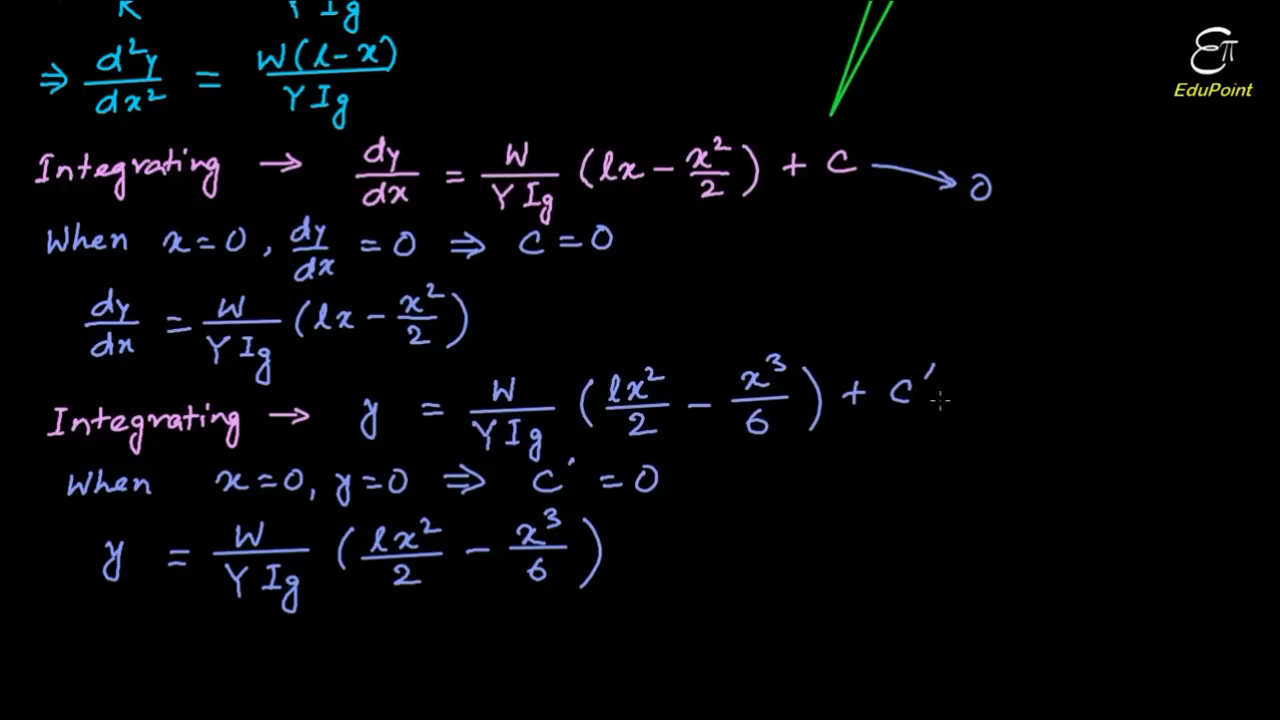 R YIg
EπT
EduPoint
⇒ d²y/dx² = W(l-x)/YIg
Integrating → dy/dx = W/YIg (lx - x²/2) + C → 0
When x=0, dy/dx = 0 ⇒ C = 0
dy/dx = W/YIg (lx - x²/2)
Integrating → y = W/YIg (lx²/2 - x³/6) + C'
When x=0, y=0 ⇒ C' = 0
y = W/YIg (lx²/2 - x³/6)